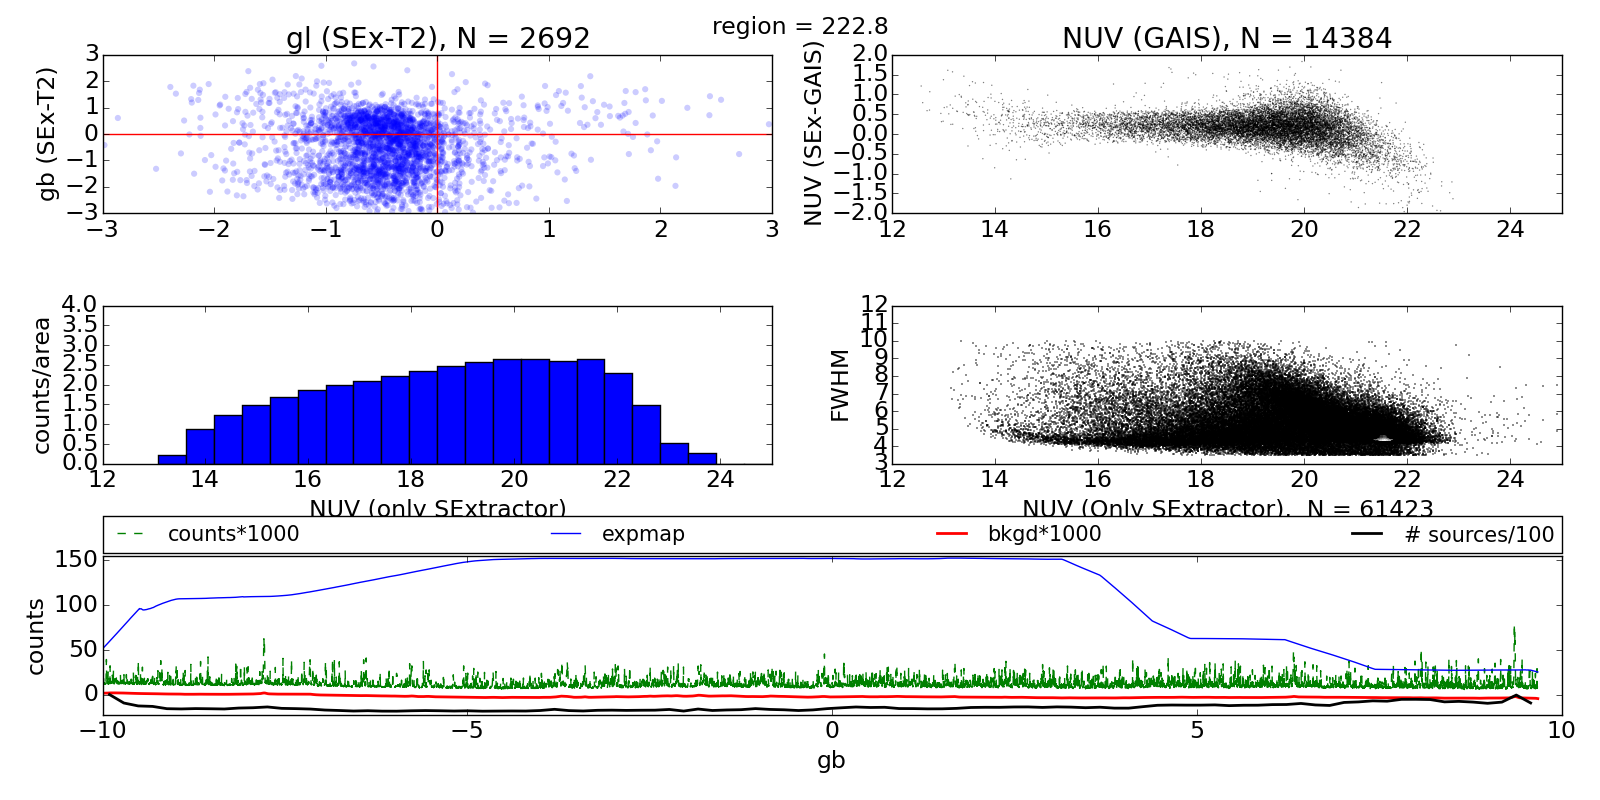 region = 222.8
gl (SEx-T2), N = 2692
gb (SEx-T2)
3
2
1
0
−1
−2
−3
−3 −2 −1 0 1 2 3
NUV (GAIS), N = 14384
NUV (SEx-GAIS)
2.0
1.5
1.0
0.5
0.0
−0.5
−1.0
−1.5
−2.0
12 14 16 18 20 22 24
counts/area
4.0
3.5
3.0
2.5
2.0
1.5
1.0
0.5
0.0
12 14 16 18 20 22 24
NUV (only SExtractor)
FWHM
12
11
10
9
8
7
6
5
4
3
12 14 16 18 20 22 24
NUV (Only SExtractor), N = 61423
counts*1000 expmap bkgd*1000 # sources/100
counts
150
100
50
0
−10 −5 0 5 10
gb